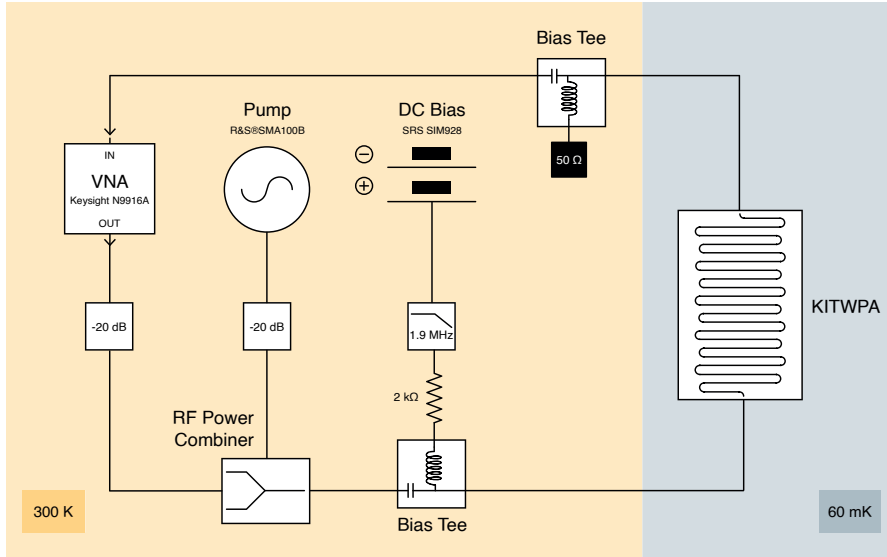 Bias Tee
Pump
R&S®SMA100B
DC Bias
SRS SIM928
50 Ω
IN
VNA
Keysight N9916A
OUT
-20 dB
-20 dB
1.9 MHz
KITWPA
2 kΩ
RF Power
Combiner
300 K
Bias Tee
60 mK